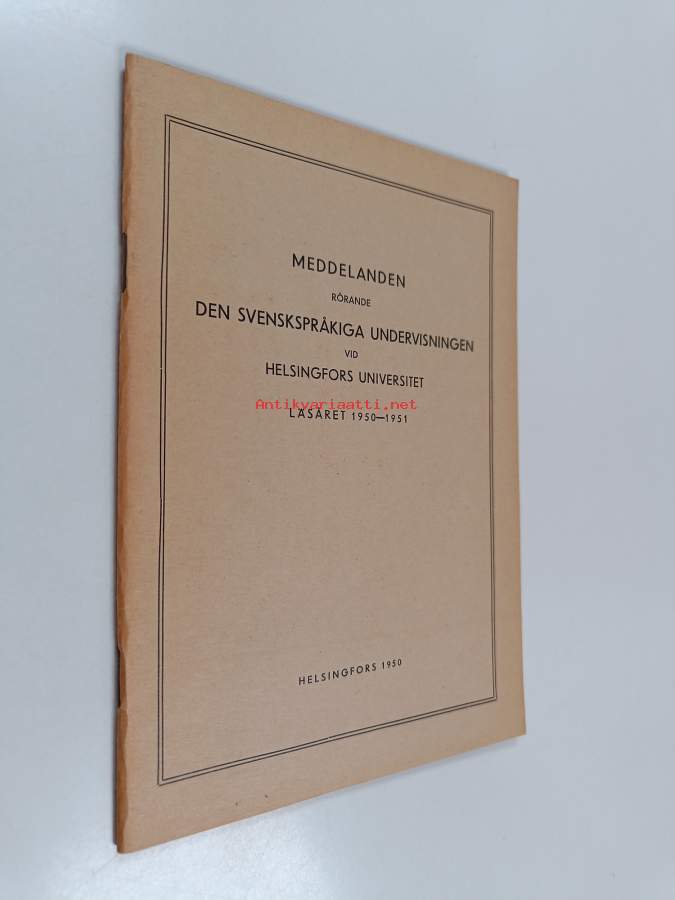 MEDDELANDEN
RÖRANDE
DEN SVENSKSPRÅKIGA UNDERVISNINGEN
VID
HELSINGFORS UNIVERSITET
Antikvariaatti.net
LÄSÅRET 1950—1951
HELSINGFORS 1950